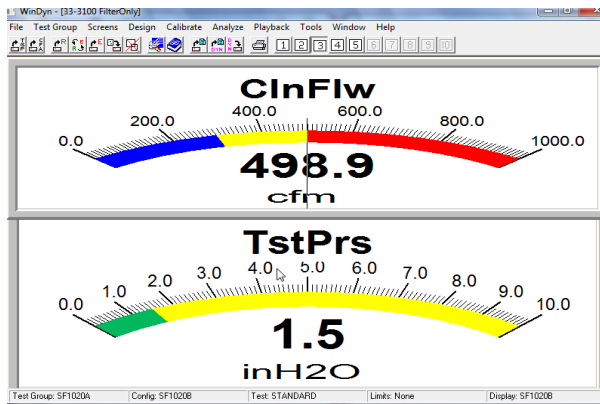 WinDyn - [33-3100 FilterOnly]
File Test Group Screens Design Calibrate Analyze Playback Tools Window Help
1 2 3 4 5 6 7 8 9 10
ClnFlw
0.0 200.0 400.0 600.0 800.0 1000.0
498.9
cfm
TstPrs
0.0 1.0 2.0 3.0 4.0 5.0 6.0 7.0 8.0 9.0 10.0
1.5
inH2O
Test Group: SF1020A Config: SF1020B Test: STANDARD Limits: None Display: SF1020B